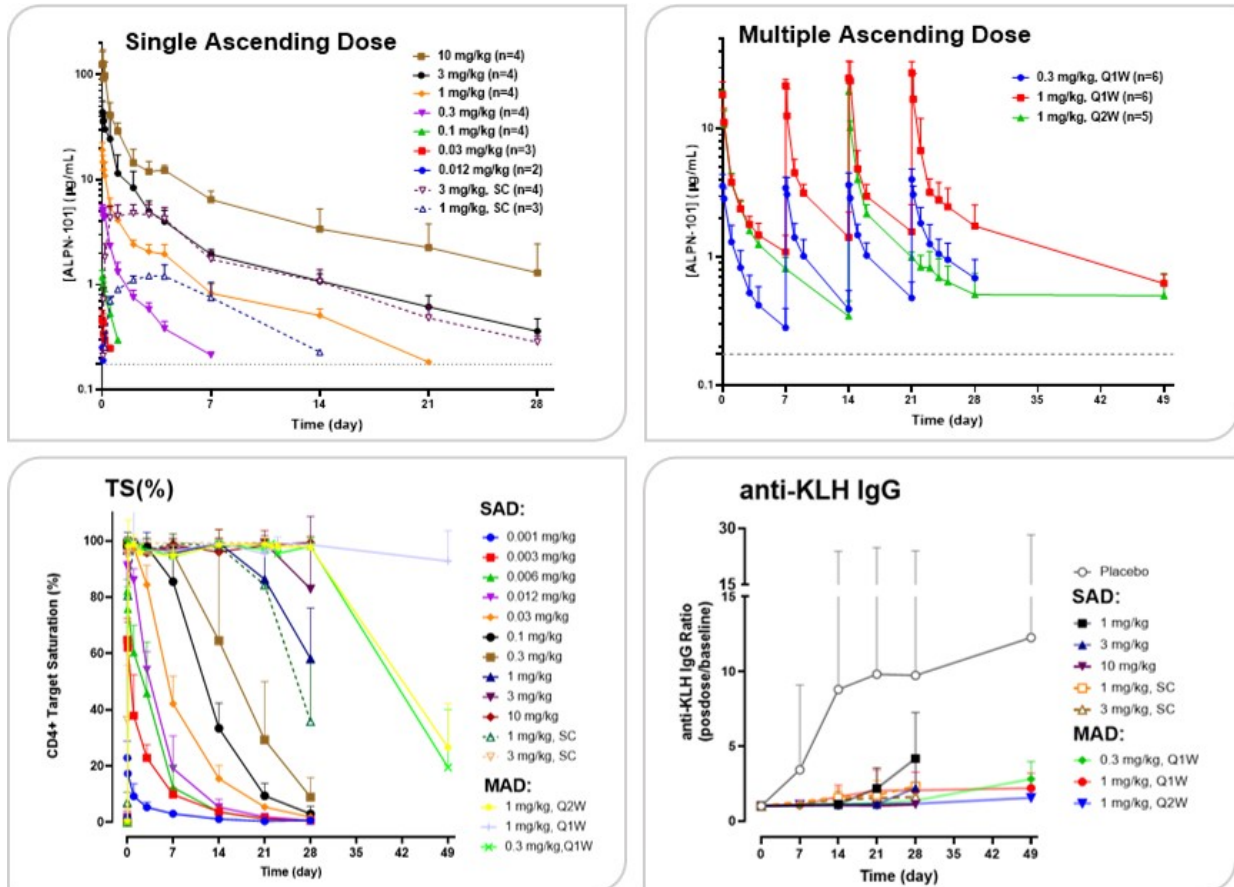 Single Ascending Dose
[ALPN-101] (µg/mL)
100
10
1
0.1
0
7
14
21
28
Time (day)
10 mg/kg (n=4)
3 mg/kg (n=4)
1 mg/kg (n=4)
0.3 mg/kg (n=4)
0.1 mg/kg (n=4)
0.03 mg/kg (n=3)
0.012 mg/kg (n=2)
3 mg/kg, SC (n=4)
1 mg/kg, SC (n=3)
Multiple Ascending Dose
[ALPN-101] (µg/mL)
10
1
0.1
0
7
14
21
28
35
42
49
Time (day)
0.3 mg/kg, Q1W (n=6)
1 mg/kg, Q1W (n=6)
1 mg/kg, Q2W (n=5)
TS(%)
CD4+ Target Saturation (%)
100
80
60
40
20
0
0
7
14
21
28
35
42
49
Time (day)
SAD:
0.001 mg/kg
0.003 mg/kg
0.006 mg/kg
0.012 mg/kg
0.03 mg/kg
0.1 mg/kg
0.3 mg/kg
1 mg/kg
3 mg/kg
10 mg/kg
1 mg/kg, SC
3 mg/kg, SC
MAD:
1 mg/kg, Q2W
1 mg/kg, Q1W
0.3 mg/kg,Q1W
anti-KLH IgG
anti-KLH IgG Ratio
(posdose/baseline)
30
15
15
10
5
0
0
7
14
21
28
35
42
49
Time (day)
Placebo
SAD:
1 mg/kg
3 mg/kg
10 mg/kg
1 mg/kg, SC
3 mg/kg, SC
MAD:
0.3 mg/kg, Q1W
1 mg/kg, Q1W
1 mg/kg, Q2W